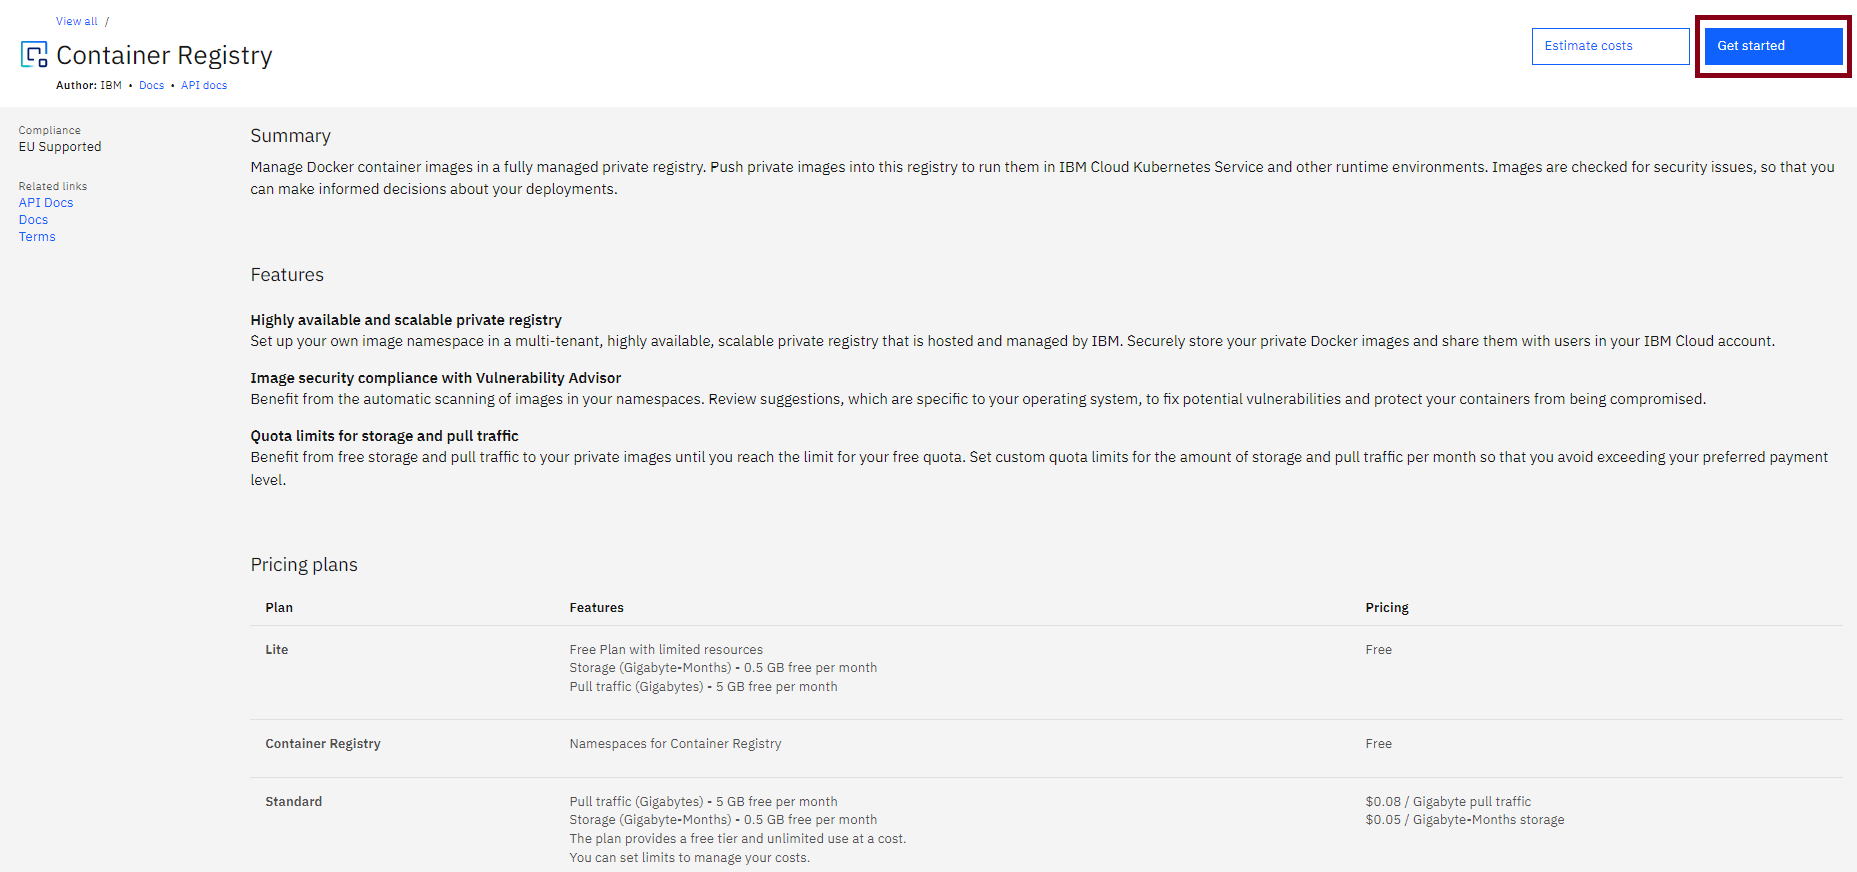 View all /
Container Registry
Author: IBM • Docs • API docs
Estimate costs
Get started
Compliance
EU Supported
Related links
API Docs
Docs
Terms
Summary
Manage Docker container images in a fully managed private registry. Push private images into this registry to run them in IBM Cloud Kubernetes Service and other runtime environments. Images are checked for security issues, so that you
can make informed decisions about your deployments.
Features
Highly available and scalable private registry
Set up your own image namespace in a multi-tenant, highly available, scalable private registry that is hosted and managed by IBM. Securely store your private Docker images and share them with users in your IBM Cloud account.
Image security compliance with Vulnerability Advisor
Benefit from the automatic scanning of images in your namespaces. Review suggestions, which are specific to your operating system, to fix potential vulnerabilities and protect your containers from being compromised.
Quota limits for storage and pull traffic
Benefit from free storage and pull traffic to your private images until you reach the limit for your free quota. Set custom quota limits for the amount of storage and pull traffic per month so that you avoid exceeding your preferred payment
level.
Pricing plans
Plan Features Pricing
Lite Free Plan with limited resources Free
Storage (Gigabyte-Months) - 0.5 GB free per month
Pull traffic (Gigabytes) - 5 GB free per month
Container Registry Namespaces for Container Registry Free
Standard Pull traffic (Gigabytes) - 5 GB free per month $0.08 / Gigabyte pull traffic
Storage (Gigabyte-Months) - 0.5 GB free per month $0.05 / Gigabyte-Months storage
The plan provides a free tier and unlimited use at a cost.
You can set limits to manage your costs.